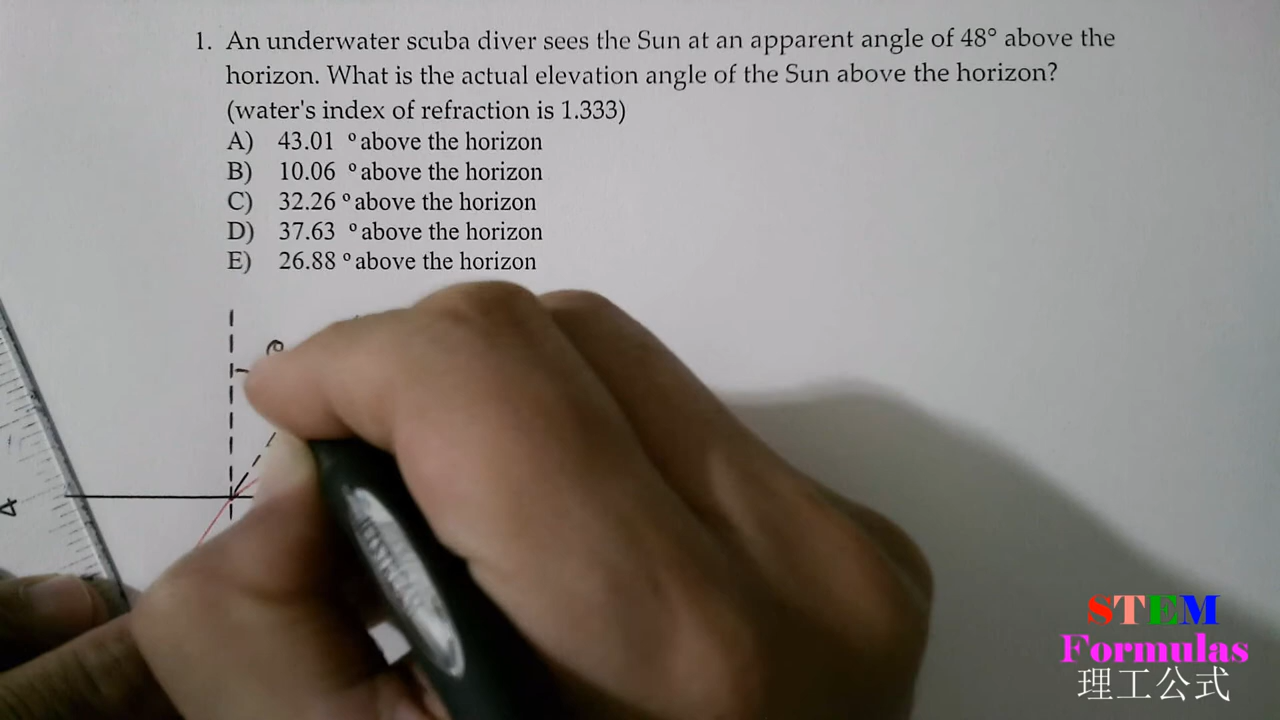 1. An underwater scuba diver sees the Sun at an apparent angle of 48° above the
horizon. What is the actual elevation angle of the Sun above the horizon?
(water's index of refraction is 1.333)
A) 43.01 º above the horizon
B) 10.06 º above the horizon
C) 32.26 º above the horizon
D) 37.63 º above the horizon
E) 26.88 º above the horizon
4
STEM
Formulas
理工公式